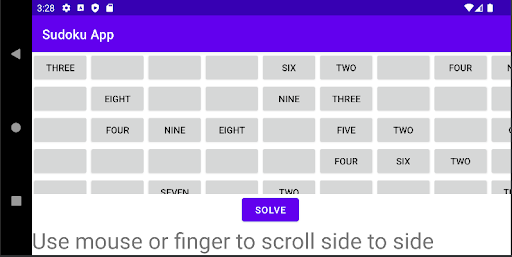 3:28
Sudoku App
THREE SIX TWO FOUR
EIGHT NINE THREE
FOUR NINE EIGHT FIVE TWO
FOUR SIX TWO
SEVEN TWO
SOLVE
Use mouse or finger to scroll side to side